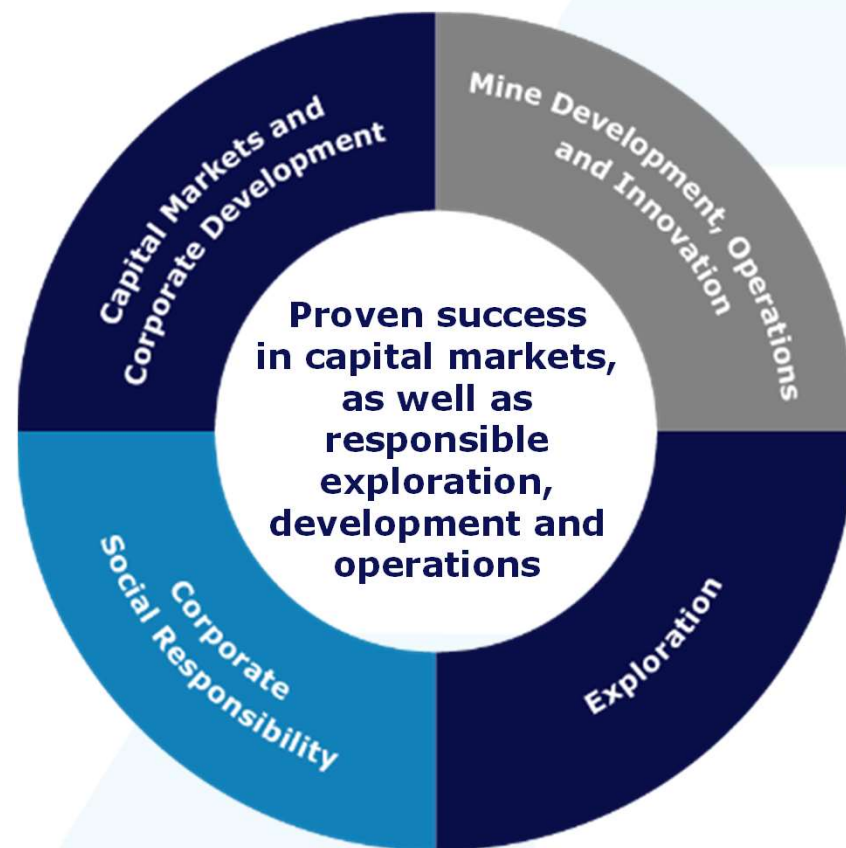 Capital Markets and
Corporate Development
Mine Development, Operations
and Innovation
Proven success
in capital markets,
as well as
responsible
exploration,
development and
operations
Corporate
Social Responsibility
Exploration